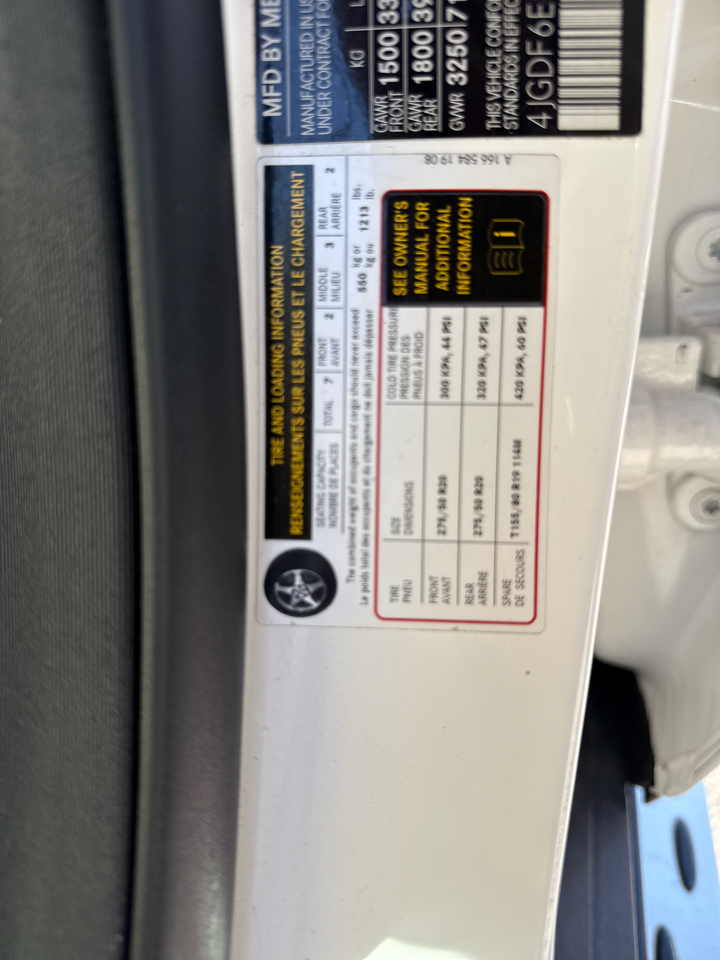 MFD BY ME
MANUFACTURED IN US
UNDER CONTRACT FO
KG L
GAWR FRONT 1500 33
GAWR REAR 1800 39
GVWR 3250 71
THIS VEHICLE CONFO
STANDARDS IN EFFEC
4JGDF6E
A 166 584 19 08
TIRE AND LOADING INFORMATION
RENSEIGNEMENTS SUR LES PNEUS ET LE CHARGEMENT
SEATING CAPACITY TOTAL 7 FRONT 2 MIDDLE 3 REAR 2
NOMBRE DE PLACES AVANT MILIEU ARRIÈRE
The combined weight of occupants and cargo should never exceed 550 kg or 1213 lbs.
Le poids total des occupants et du chargement ne doit jamais dépasser kg ou lb.
TIRE SIZE COLD TIRE PRESSURE
PNEU DIMENSIONS PRESSION DES PNEUS À FROID
FRONT AVANT 275/50 R20 300 KPA, 44 PSI
REAR ARRIÈRE 275/50 R20 320 KPA, 47 PSI
SPARE DE SECOURS T155/80 R19 114M 420 KPA, 60 PSI
SEE OWNER'S
MANUAL FOR
ADDITIONAL
INFORMATION